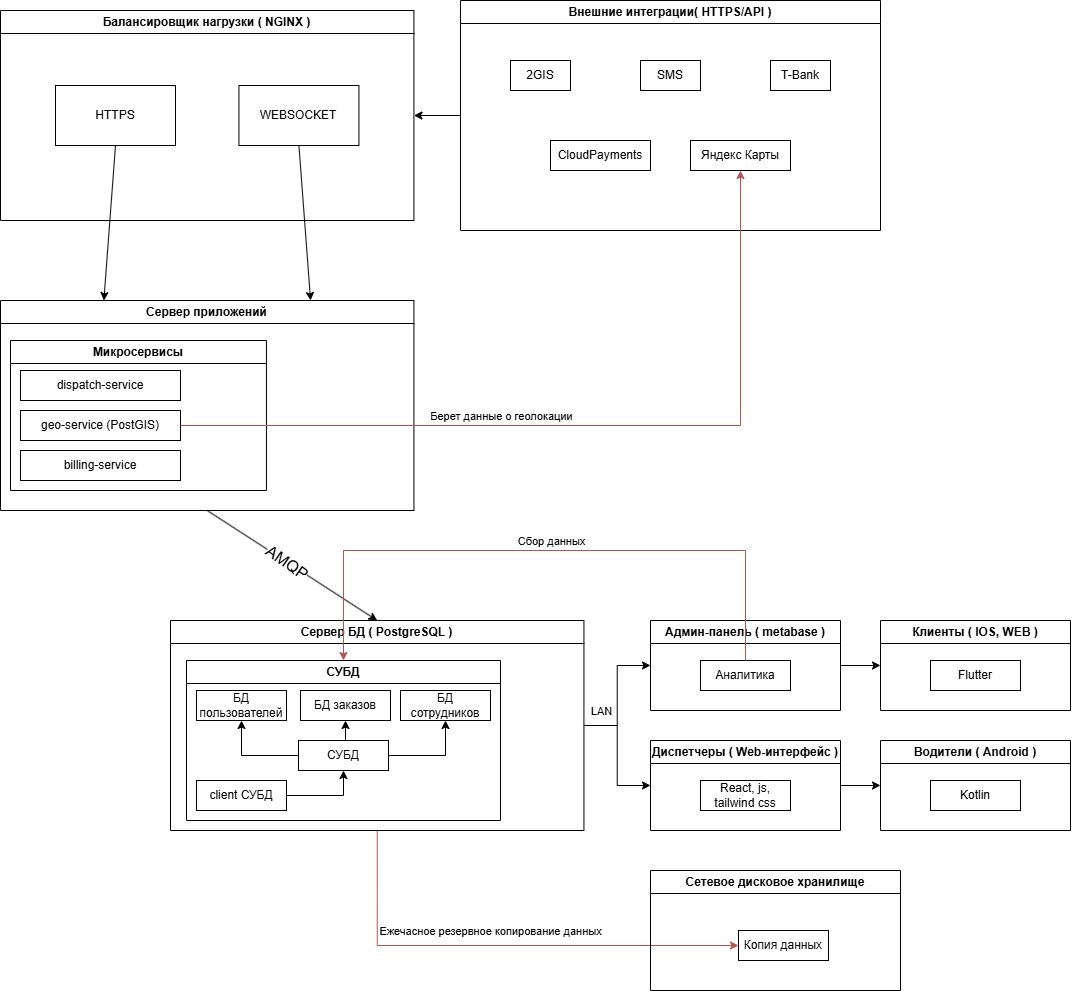 Балансировщик нагрузки ( NGINX )
HTTPS
WEBSOCKET
Внешние интеграции( HTTPS/API )
2GIS
SMS
T-Bank
CloudPayments
Яндекс Карты
Сервер приложений
Микросервисы
dispatch-service
geo-service (PostGIS)
billing-service
Берет данные о геолокации
AMQP
Сбор данных
Сервер БД ( PostgreSQL )
СУБД
БД
пользователей
БД заказов
БД
сотрудников
СУБД
client СУБД
LAN
Админ-панель ( metabase )
Аналитика
Клиенты ( IOS, WEB )
Flutter
Диспетчеры ( Web-интерфейс )
React, js,
tailwind css
Водители ( Android )
Kotlin
Сетевое дисковое хранилище
Ежечасное резервное копирование данных
Копия данных